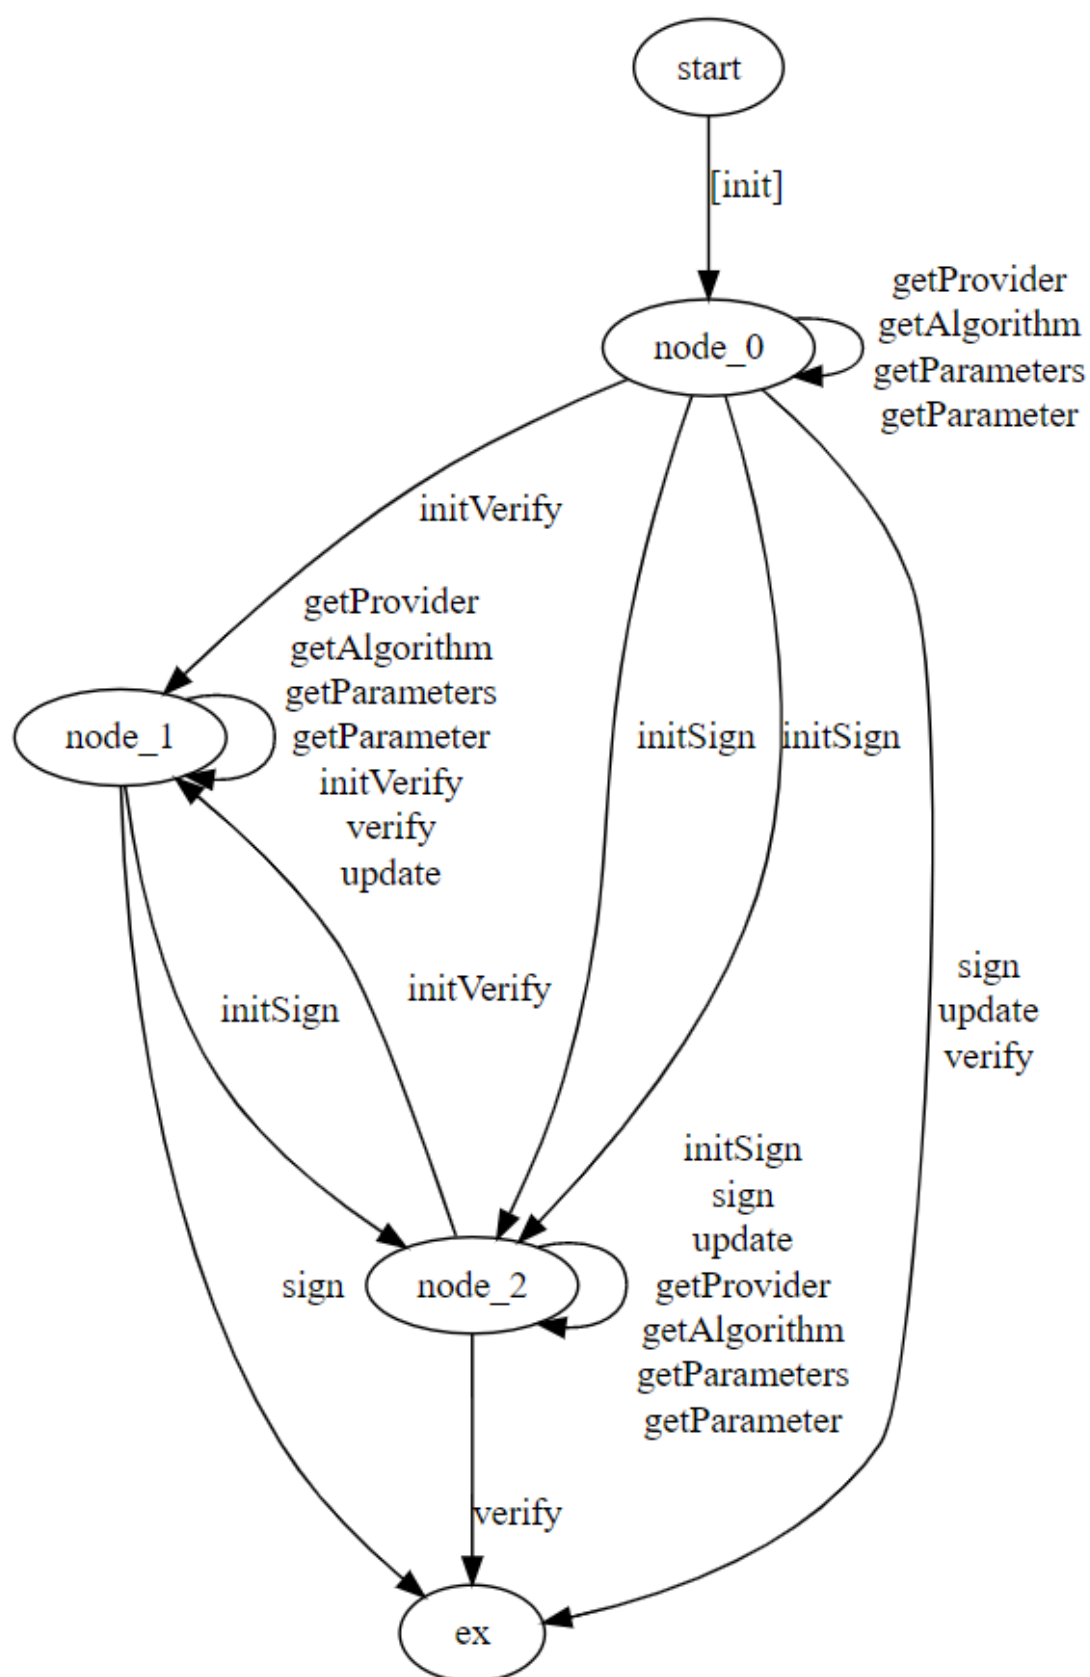 start
[init]
getProvider
getAlgorithm
getParameters
getParameter
node_0
initVerify
getProvider
getAlgorithm
getParameters
getParameter
initVerify
verify
update
node_1
initSign
initSign
initSign
initVerify
sign
update
verify
initSign
sign
update
getProvider
getAlgorithm
getParameters
getParameter
sign
node_2
verify
ex